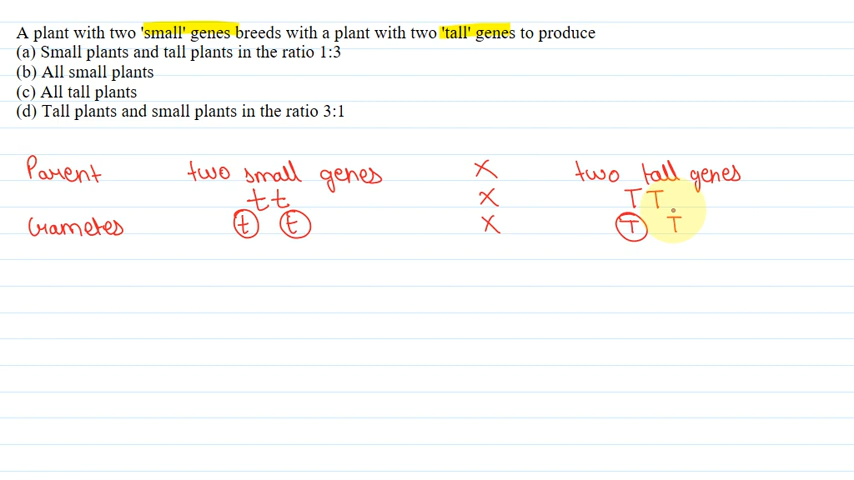 A plant with two 'small' genes breeds with a plant with two 'tall' genes to produce
(a) Small plants and tall plants in the ratio 1:3
(b) All small plants
(c) All tall plants
(d) Tall plants and small plants in the ratio 3:1
Parent two small genes X two tall genes
tt X TT
Gametes t t X T T